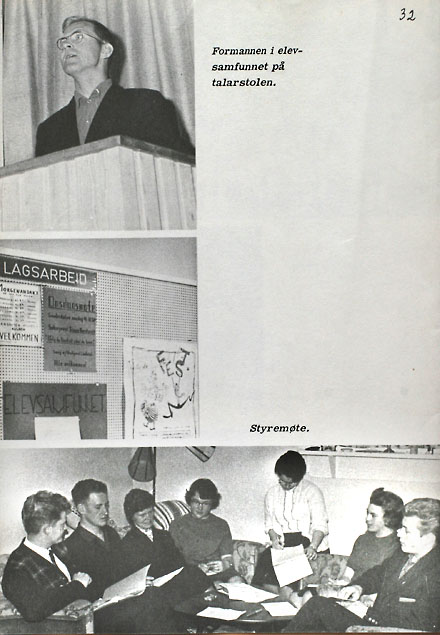 32
Formannen i elev-
samfunnet på
talarstolen.
LAGSARBEID
VELKOMMEN
ELEVSAMFUNNET
FEST
Styremøte.